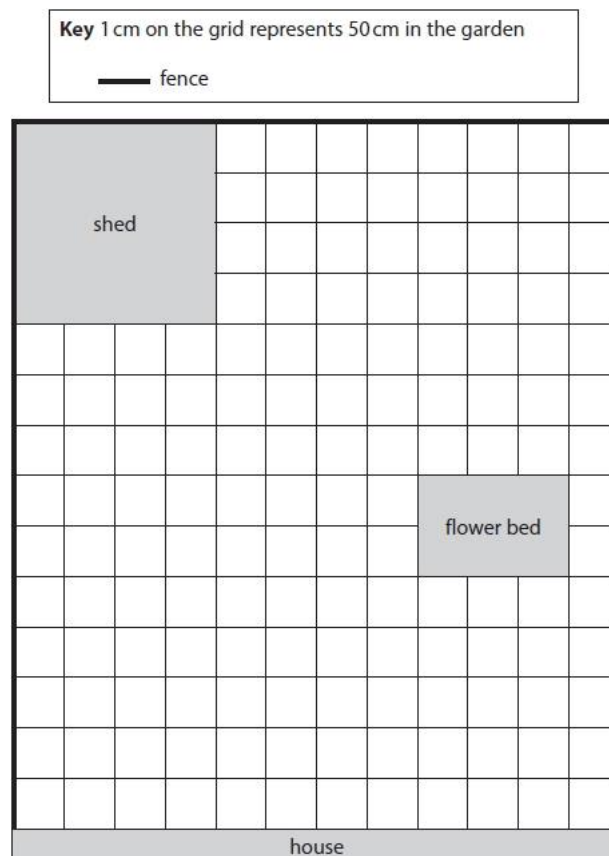 Key 1 cm on the grid represents 50 cm in the garden
fence
shed
flower bed
house